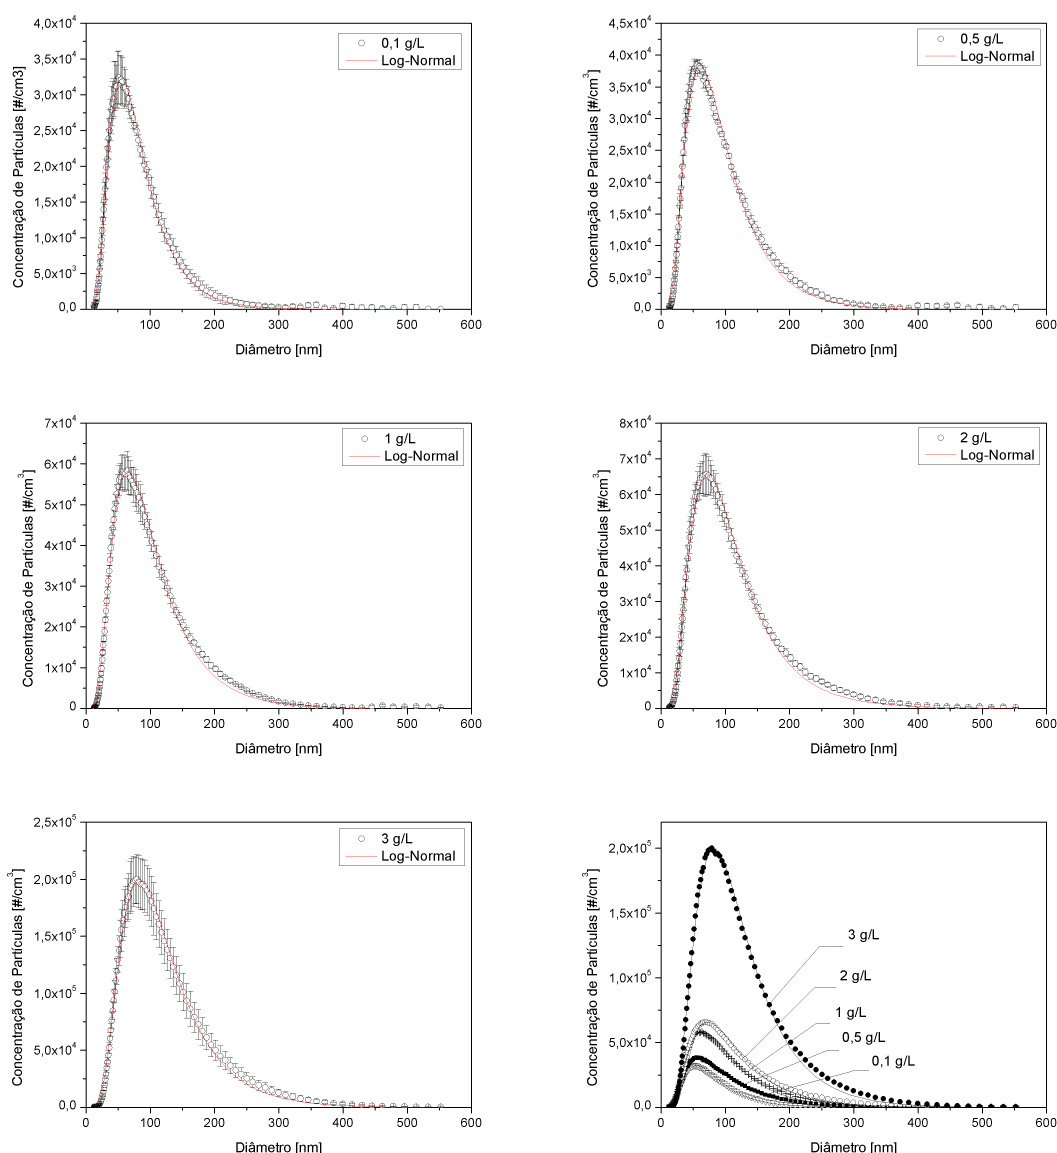 4,0x10⁴
3,5x10⁴
3,0x10⁴
2,5x10⁴
2,0x10⁴
1,5x10⁴
1,0x10⁴
5,0x10³
0,0
0 100 200 300 400 500 600
Concentração de Partículas [#/cm3]
Diâmetro [nm]
0,1 g/L
Log-Normal
4,5x10⁴
4,0x10⁴
3,5x10⁴
3,0x10⁴
2,5x10⁴
2,0x10⁴
1,5x10⁴
1,0x10⁴
5,0x10³
0,0
0 100 200 300 400 500 600
Concentração de Partículas [#/cm³]
Diâmetro [nm]
0,5 g/L
Log-Normal
7x10⁴
6x10⁴
5x10⁴
4x10⁴
3x10⁴
2x10⁴
1x10⁴
0
0 100 200 300 400 500 600
Concentração de Partículas [#/cm³]
Diâmetro [nm]
1 g/L
Log-Normal
8x10⁴
7x10⁴
6x10⁴
5x10⁴
4x10⁴
3x10⁴
2x10⁴
1x10⁴
0
0 100 200 300 400 500 600
Concentração de Partículas [#/cm³]
Diâmetro [nm]
2 g/L
Log-Normal
2,5x10⁵
2,0x10⁵
1,5x10⁵
1,0x10⁵
5,0x10⁴
0,0
0 100 200 300 400 500 600
Concentração de Partículas [#/cm³]
Diâmetro [nm]
3 g/L
Log-Normal
2,0x10⁵
1,5x10⁵
1,0x10⁵
5,0x10⁴
0,0
0 100 200 300 400 500 600
Concentração de Partículas [#/cm³]
Diâmetro [nm]
3 g/L
2 g/L
1 g/L
0,5 g/L
0,1 g/L